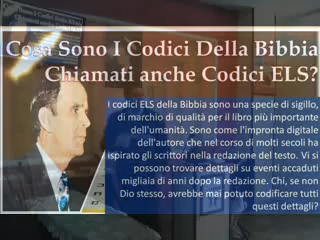 Cosa Sono I Codici Della Bibbia
Chiamati anche Codici ELS?
I codici ELS della Bibbia sono una specie di sigillo,
di marchio di qualità per il libro più importante
dell'umanità. Sono come l'impronta digitale
dell'autore che nel corso di molti secoli ha
ispirato gli scrittori nella redazione del testo. Vi si
possono trovare dettagli su eventi accaduti
migliaia di anni dopo la redazione. Chi, se non
Dio stesso, avrebbe mai potuto codificare tutti
questi dettagli?